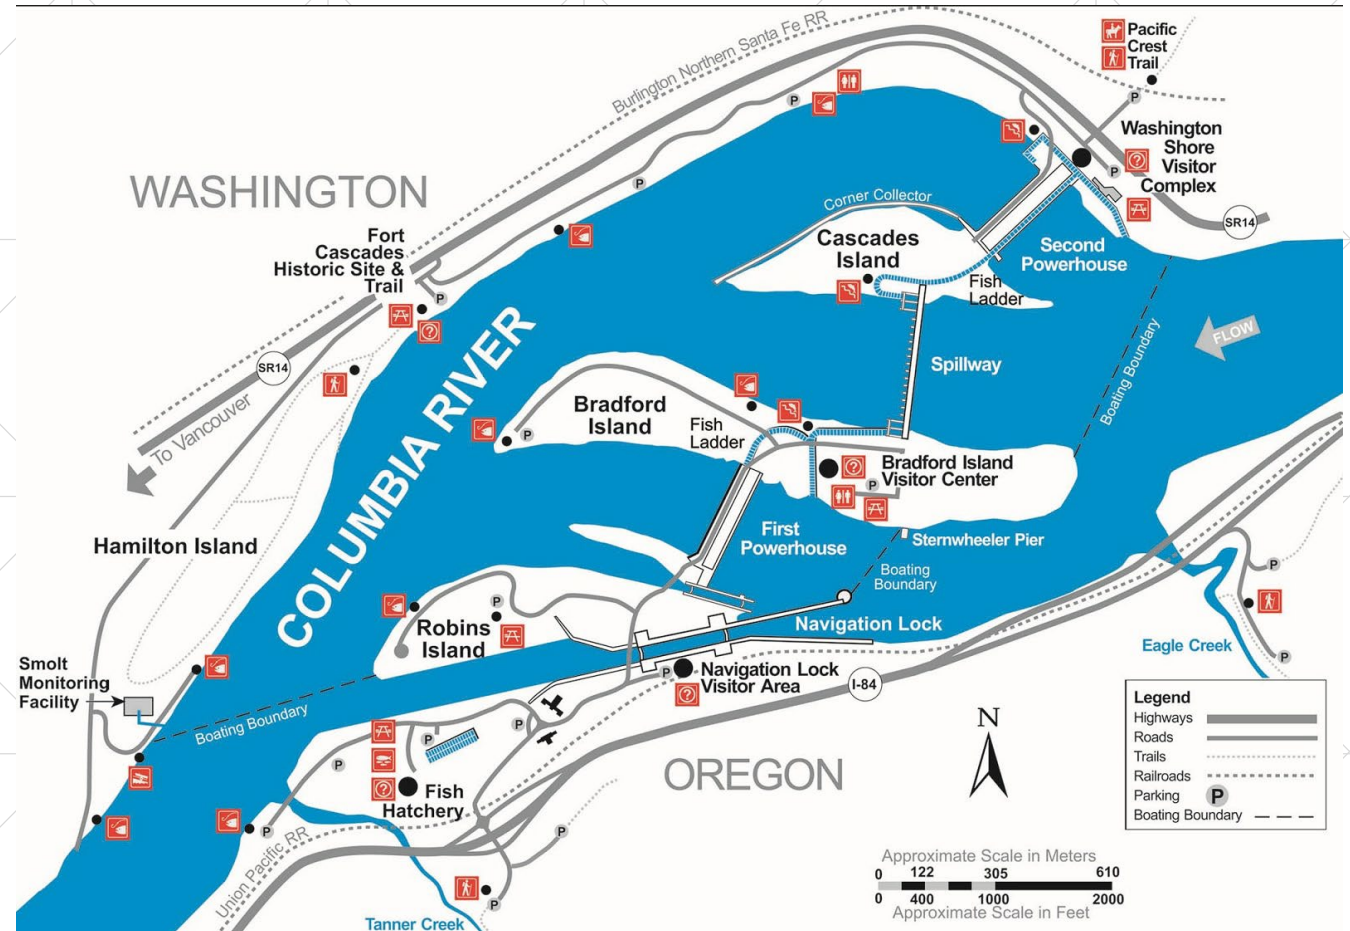 Burlington Northern Santa Fe RR
Pacific
Crest
Trail
P
P
P
P
Washington
Shore
Visitor
Complex
?
WASHINGTON
SR14
Corner Collector
Fort
Cascades
Historic Site &
Trail
P
?
Cascades
Island
Second
Powerhouse
Fish
Ladder
FLOW
Boating Boundary
SR14
To Vancouver
COLUMBIA RIVER
Spillway
Bradford
Island
P
Fish
Ladder
Bradford Island
Visitor Center
?
P
First
Powerhouse
Sternwheeler Pier
Boating
Boundary
Hamilton Island
P
Robins
Island
Navigation Lock
P
Eagle Creek
P
Smolt
Monitoring
Facility
P
Navigation Lock
Visitor Area
?
I-84
Boating Boundary
P
P
P
?
Fish
Hatchery
OREGON
N
P
Union Pacific RR
P
P
Tanner Creek
Legend
Highways
Roads
Trails
Railroads
Parking P
Boating Boundary
Approximate Scale in Meters
0 122 305 610
0 400 1000 2000
Approximate Scale in Feet